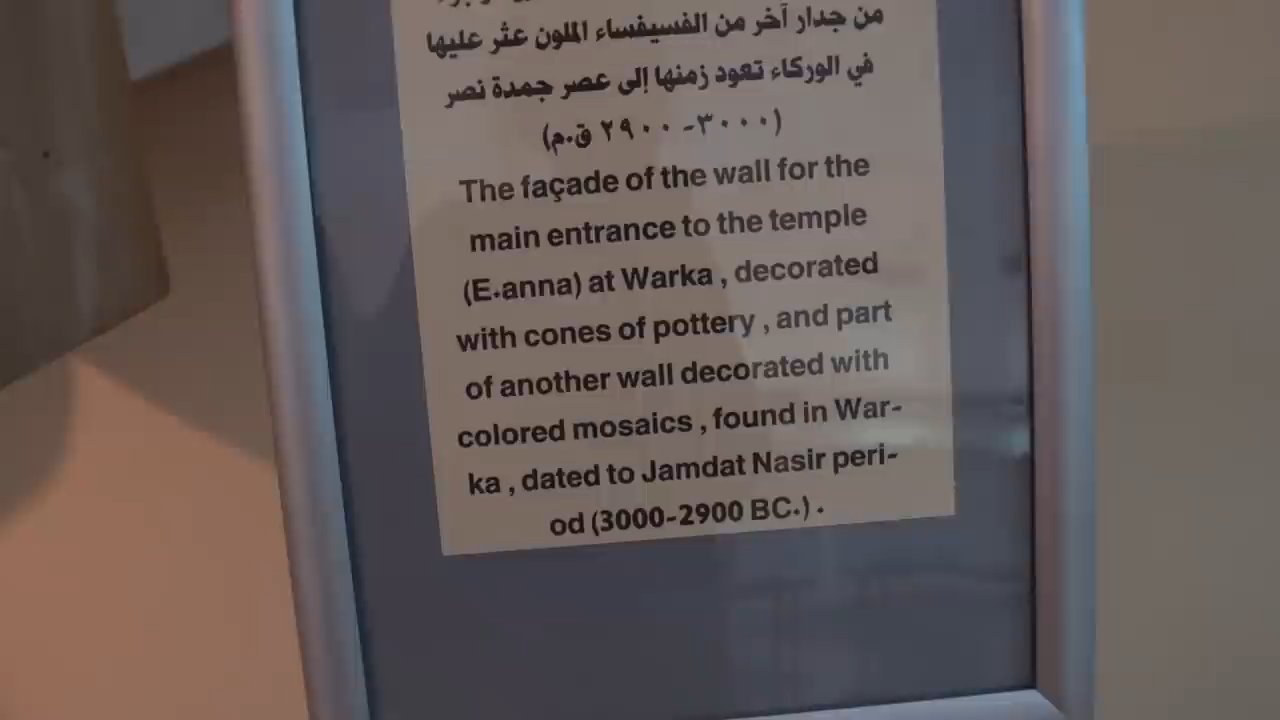 من جدار آخر من الفسيفساء الملون عثر عليها
في الوركاء تعود زمنها إلى عصر جمدة نصر
(٣٠٠٠- ٢٩٠٠ ق.م)
The façade of the wall for the
main entrance to the temple
(E.anna) at Warka , decorated
with cones of pottery , and part
of another wall decorated with
colored mosaics , found in War-
ka , dated to Jamdat Nasir peri-
od (3000-2900 BC.) .